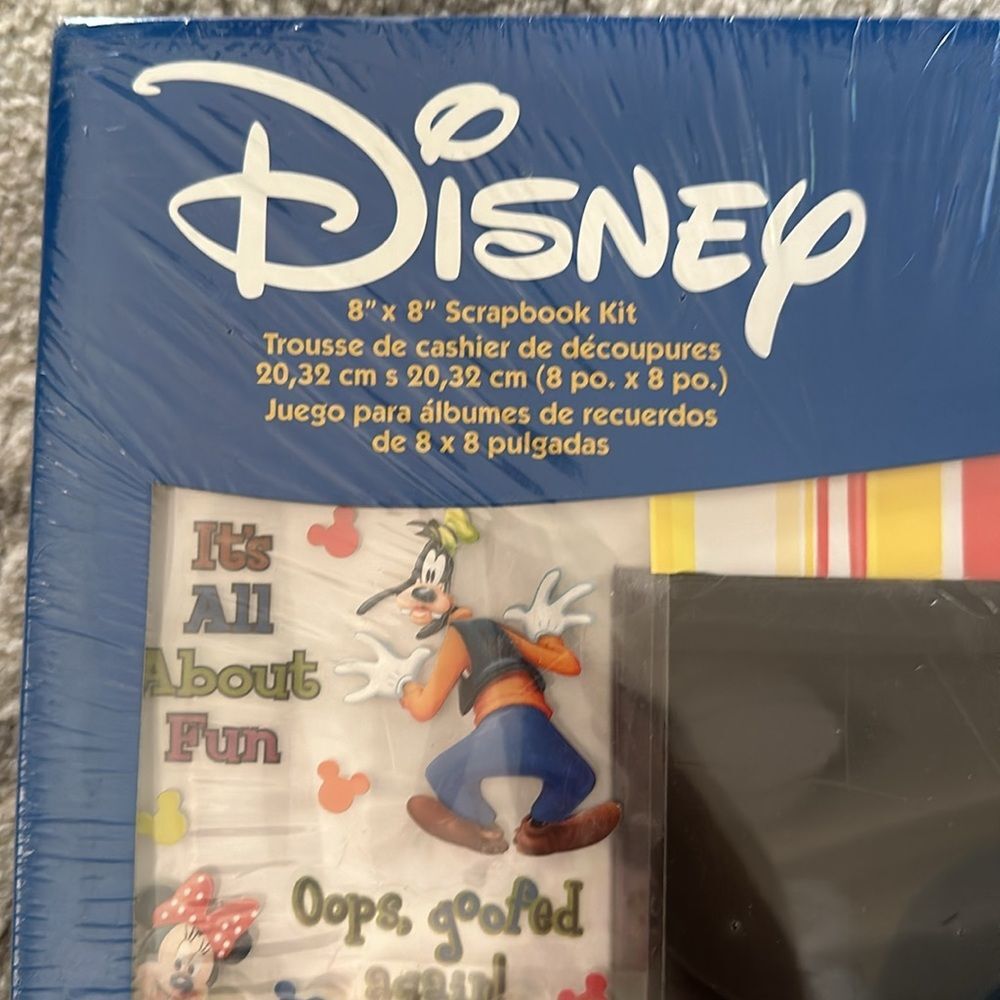 Disney
8" x 8" Scrapbook Kit
Trousse de cashier de découpures
20,32 cm s 20,32 cm (8 po. x 8 po.)
Juego para álbumes de recuerdos
de 8 x 8 pulgadas
It's
All
About
Fun
Oops, goofed
again!